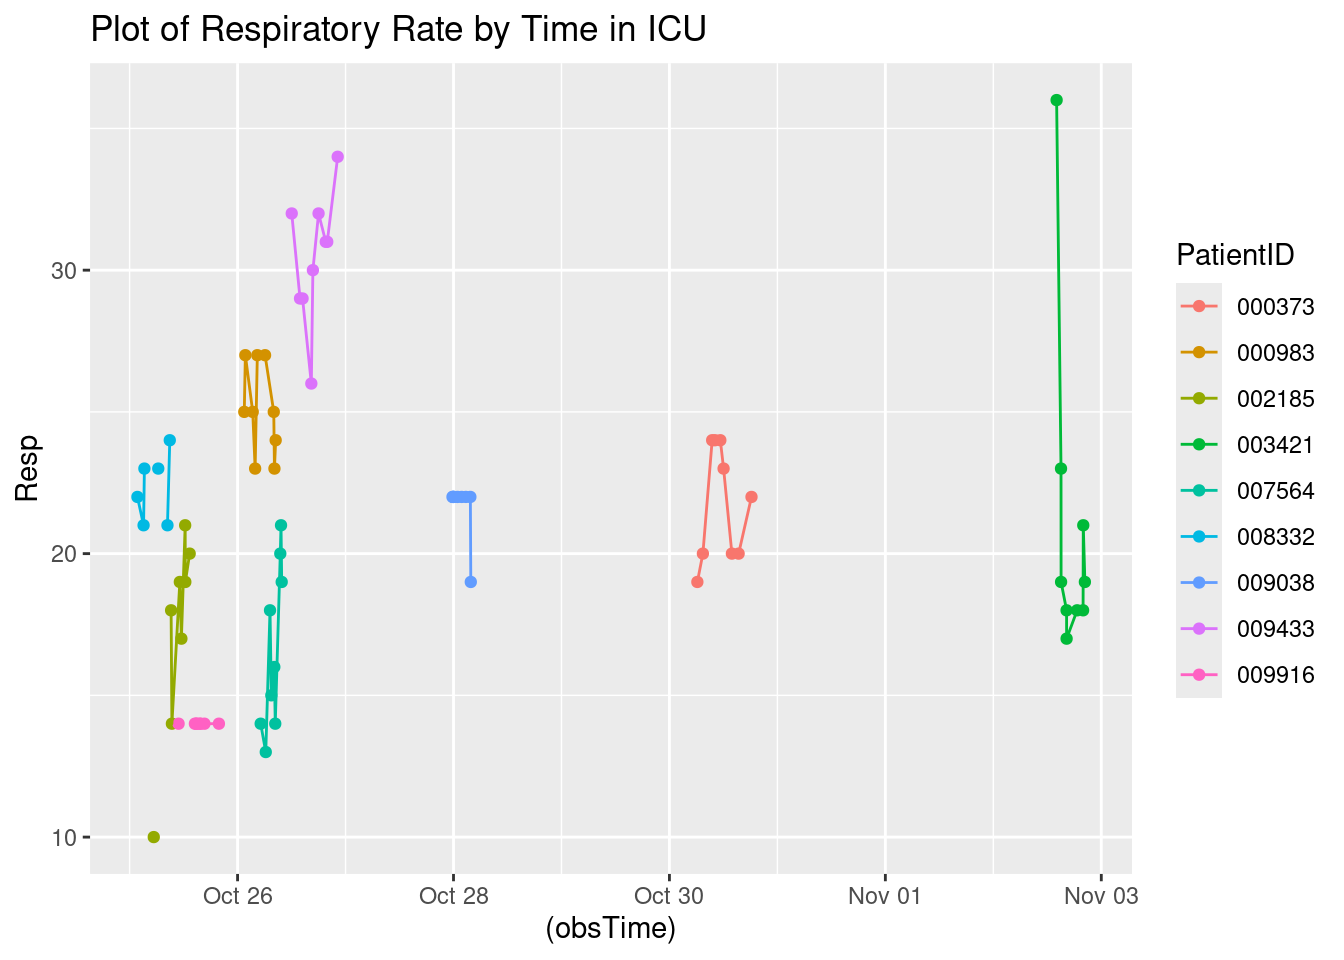 Plot of Respiratory Rate by Time in ICU
30
20
10
Resp
Oct 26
Oct 28
Oct 30
Nov 01
Nov 03
(obsTime)
PatientID
000373
000983
002185
003421
007564
008332
009038
009433
009916